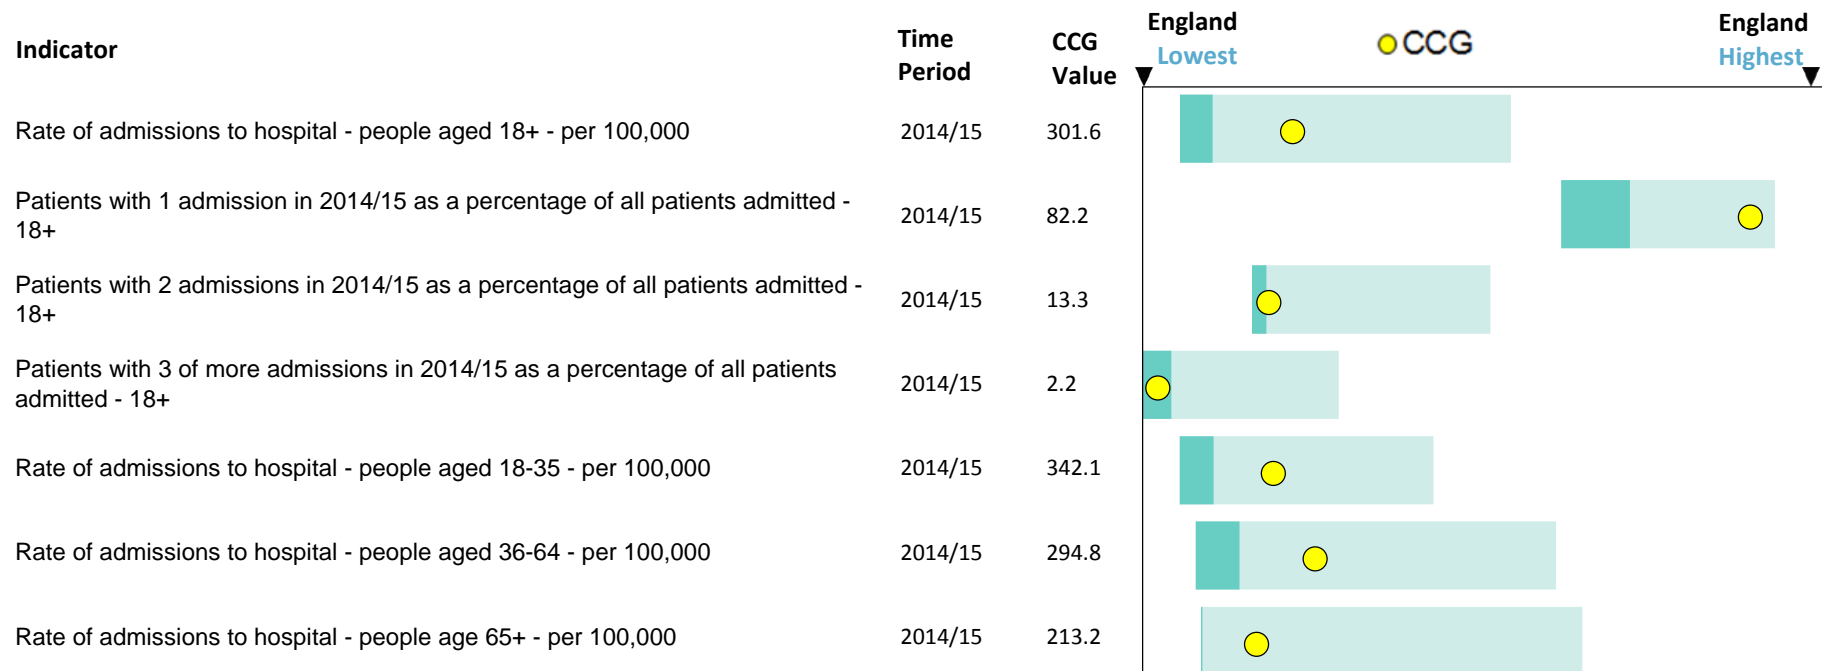 Indicator
Time
Period
CCG
Value
England
Lowest
CCG
England
Highest
Rate of admissions to hospital - people aged 18+ - per 100,000
2014/15
301.6
Patients with 1 admission in 2014/15 as a percentage of all patients admitted -
18+
2014/15
82.2
Patients with 2 admissions in 2014/15 as a percentage of all patients admitted -
18+
2014/15
13.3
Patients with 3 of more admissions in 2014/15 as a percentage of all patients
admitted - 18+
2014/15
2.2
Rate of admissions to hospital - people aged 18-35 - per 100,000
2014/15
342.1
Rate of admissions to hospital - people aged 36-64 - per 100,000
2014/15
294.8
Rate of admissions to hospital - people age 65+ - per 100,000
2014/15
213.2